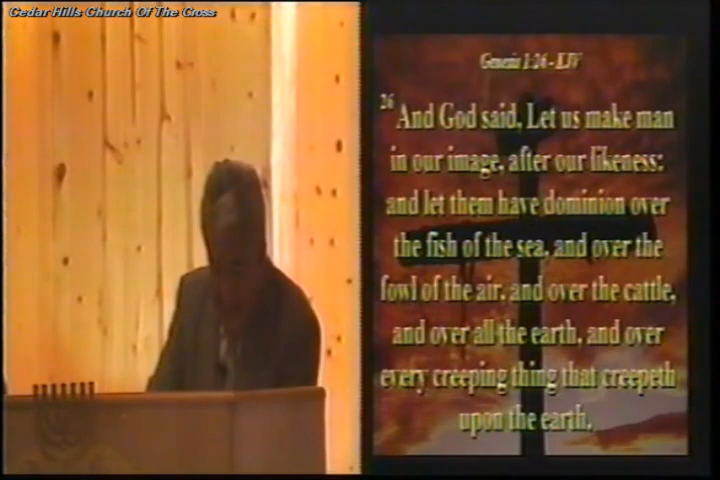 Cedar Hills Church Of The Cross
Genesis 1:26 - KJV
26 And God said, Let us make man
in our image, after our likeness:
and let them have dominion over
the fish of the sea, and over the
fowl of the air, and over the cattle,
and over all the earth, and over
every creeping thing that creepeth
upon the earth.